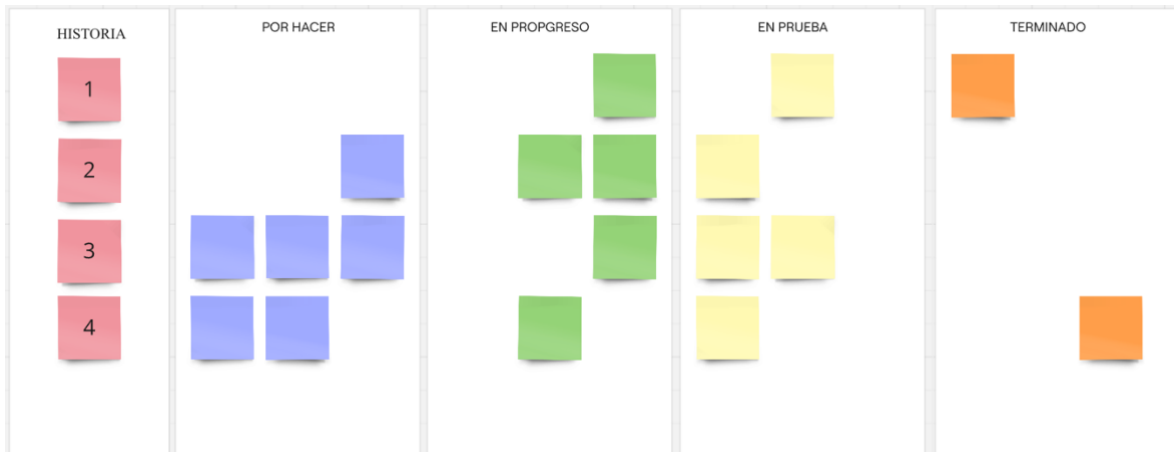 HISTORIA
POR HACER
EN PROPGRESO
EN PRUEBA
TERMINADO
1
2
3
4